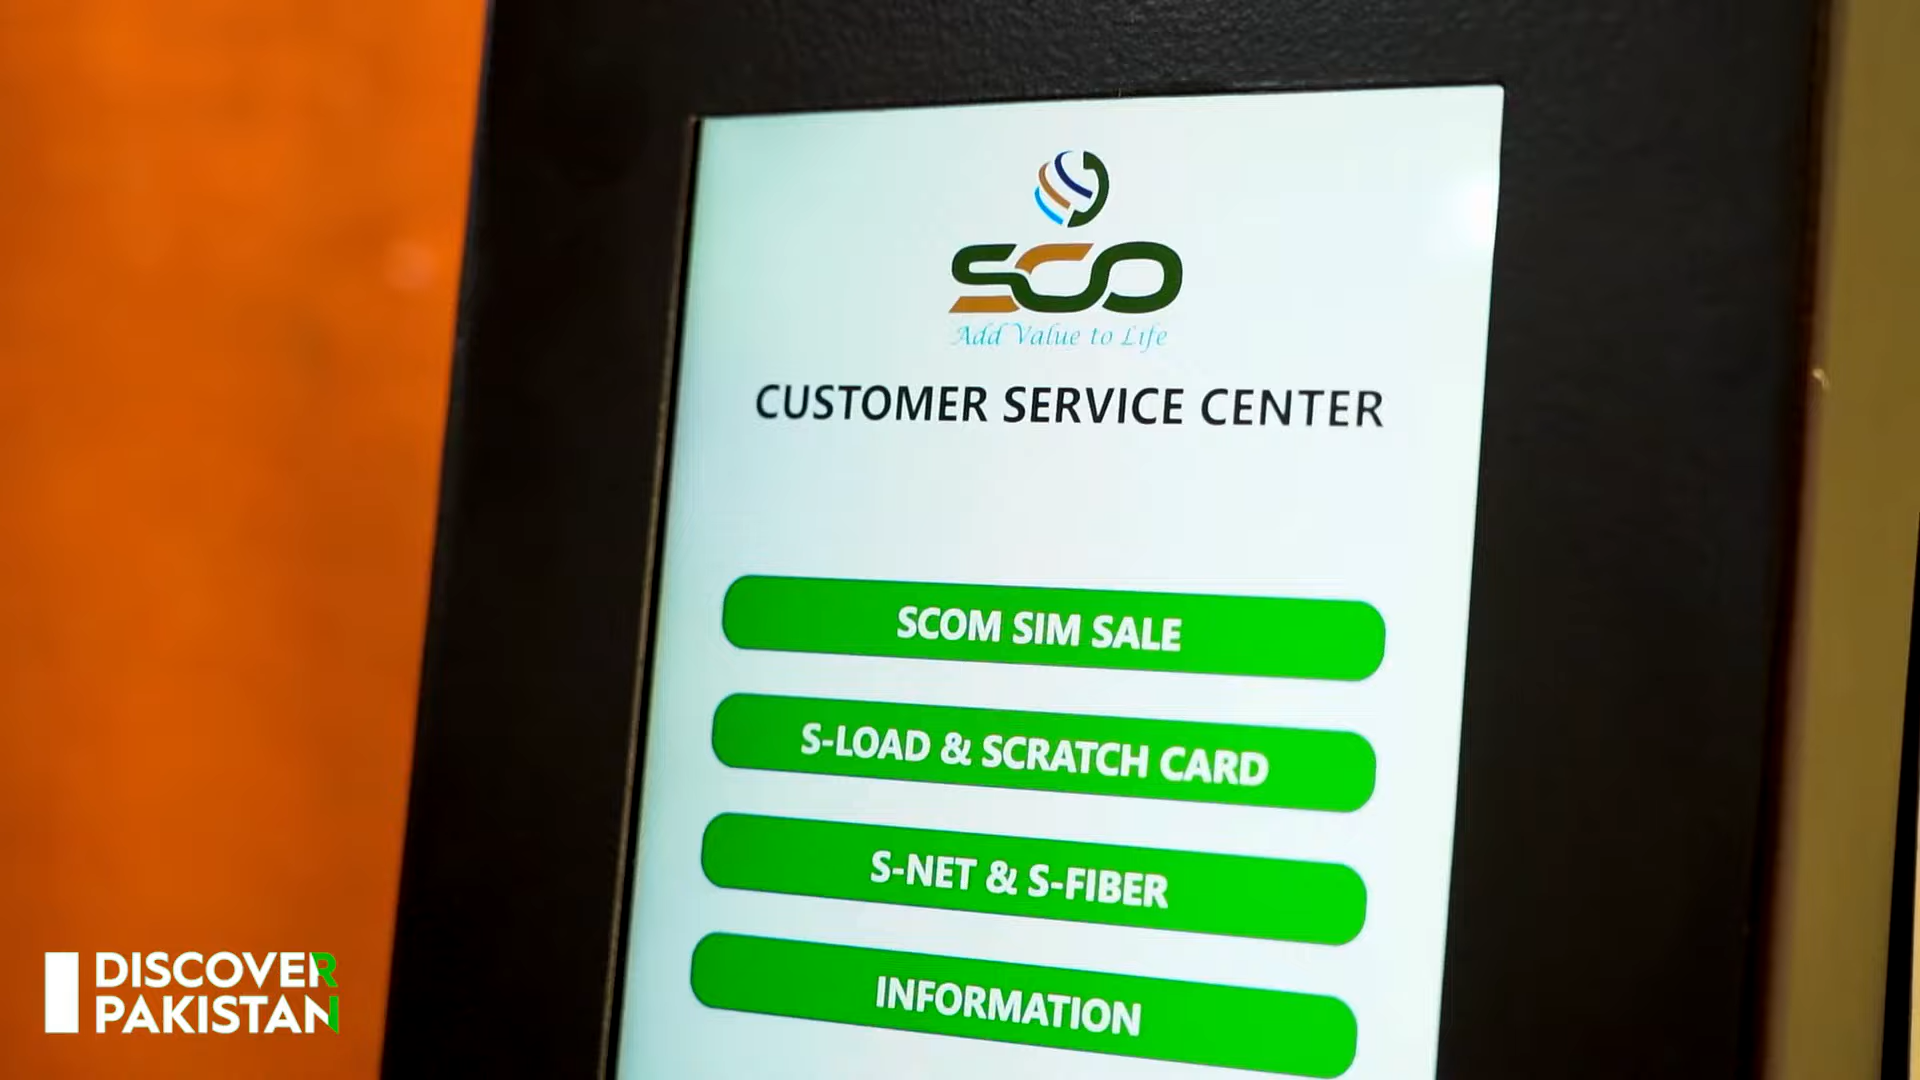 SCO
Add Value to Life
CUSTOMER SERVICE CENTER
SCOM SIM SALE
S-LOAD & SCRATCH CARD
S-NET & S-FIBER
INFORMATION
DISCOVER
PAKISTAN